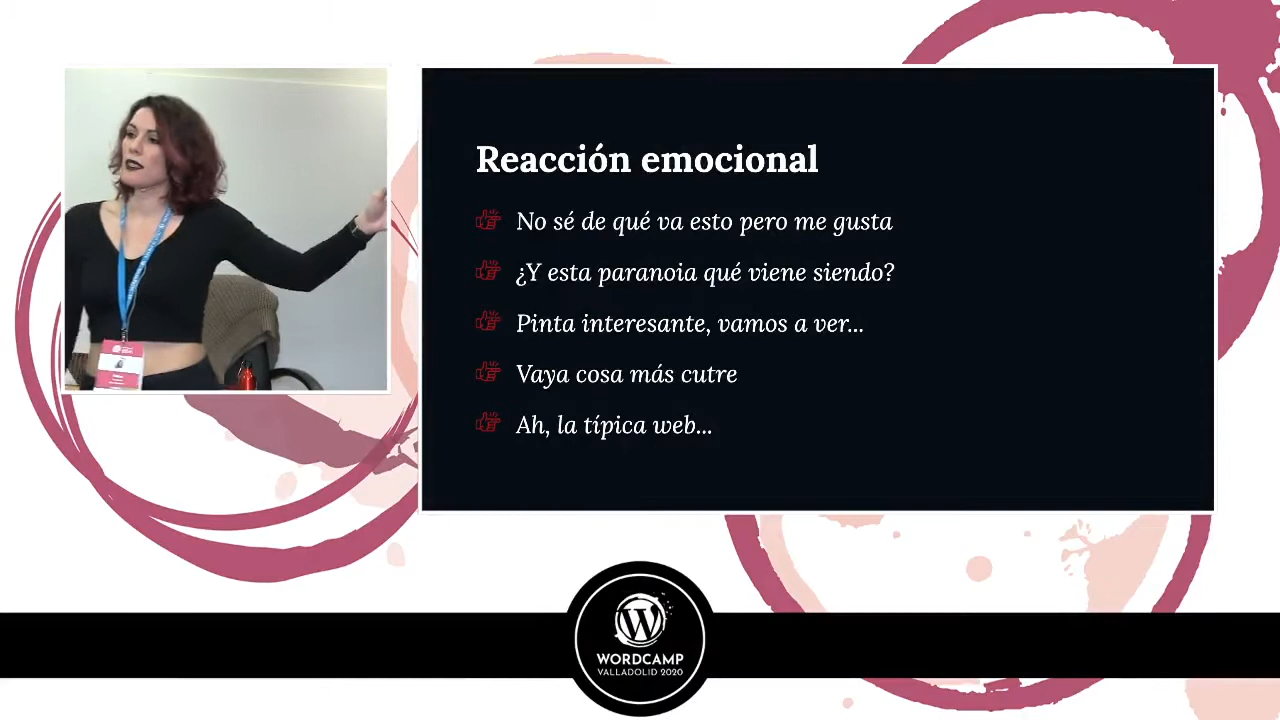 Reacción emocional
No sé de qué va esto pero me gusta
¿Y esta paranoia qué viene siendo?
Pinta interesante, vamos a ver...
Vaya cosa más cutre
Ah, la típica web...
WORDCAMP
VALLADOLID 2020